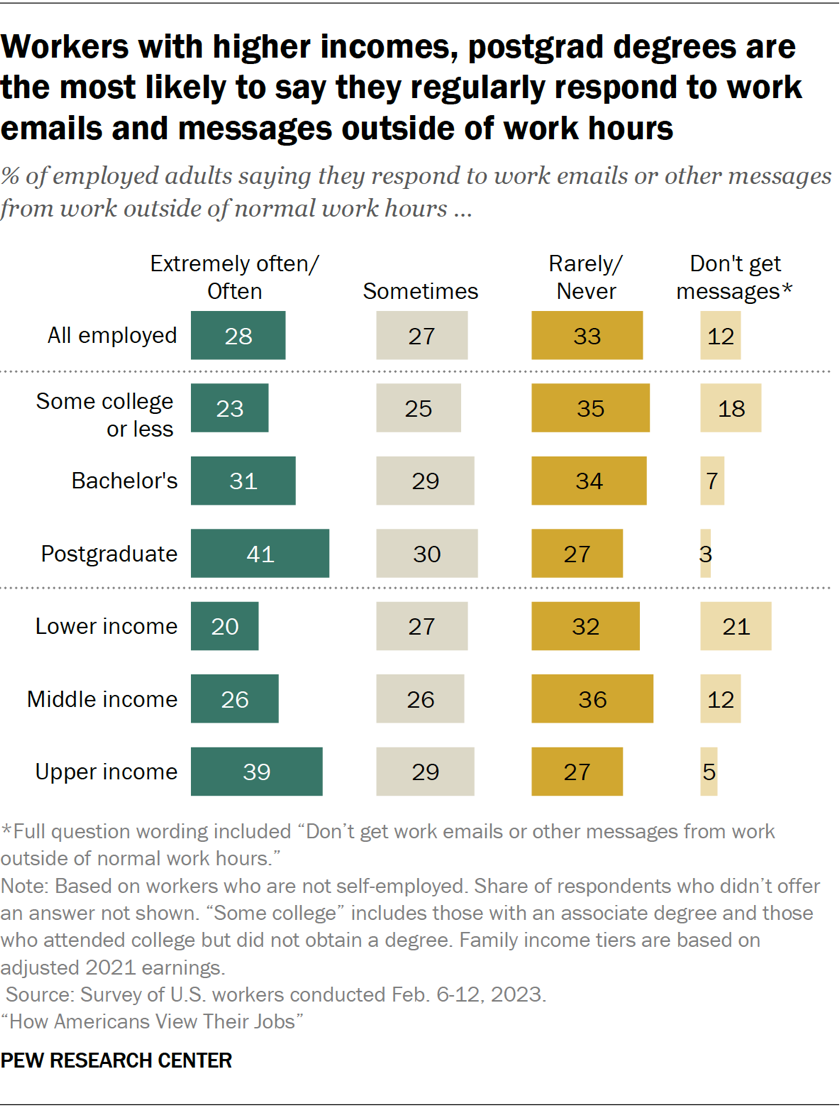 Workers with higher incomes, postgrad degrees are
the most likely to say they regularly respond to work
emails and messages outside of work hours
% of employed adults saying they respond to work emails or other messages
from work outside of normal work hours ...
Extremely often/
Often
Sometimes
Rarely/
Never
Don't get
messages*
All employed 28 27 33 12
Some college
or less 23 25 35 18
Bachelor's 31 29 34 7
Postgraduate 41 30 27 3
Lower income 20 27 32 21
Middle income 26 26 36 12
Upper income 39 29 27 5
*Full question wording included “Don’t get work emails or other messages from work
outside of normal work hours.”
Note: Based on workers who are not self-employed. Share of respondents who didn’t offer
an answer not shown. “Some college” includes those with an associate degree and those
who attended college but did not obtain a degree. Family income tiers are based on
adjusted 2021 earnings.
Source: Survey of U.S. workers conducted Feb. 6-12, 2023.
“How Americans View Their Jobs”
PEW RESEARCH CENTER